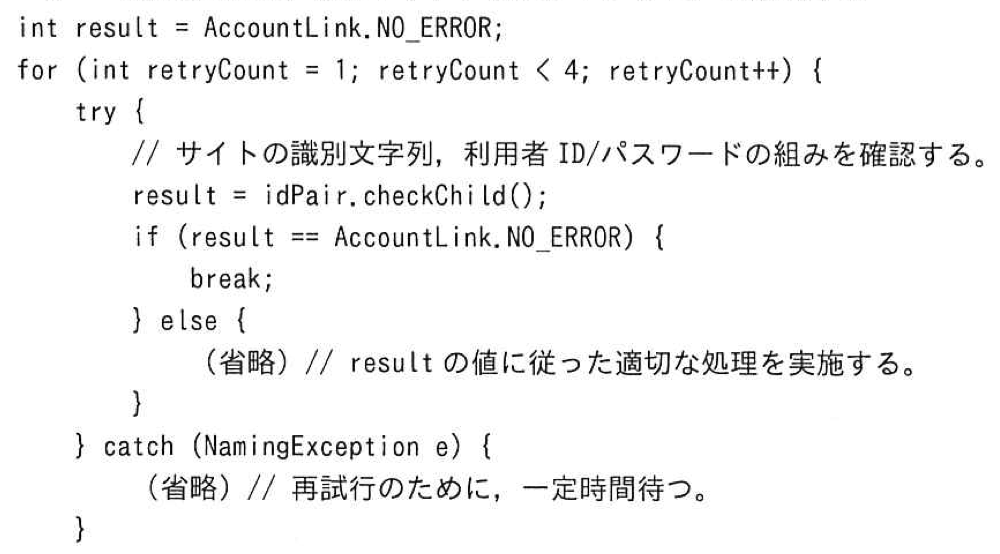 int result = AccountLink.NO_ERROR;
for (int retryCount = 1; retryCount < 4; retryCount++) {
    try {
        // サイトの識別文字列，利用者 ID/パスワードの組みを確認する。
        result = idPair.checkChild();
        if (result == AccountLink.NO_ERROR) {
            break;
        } else {
            （省略）// result の値に従った適切な処理を実施する。
        }
    } catch (NamingException e) {
        （省略）// 再試行のために，一定時間待つ。
    }